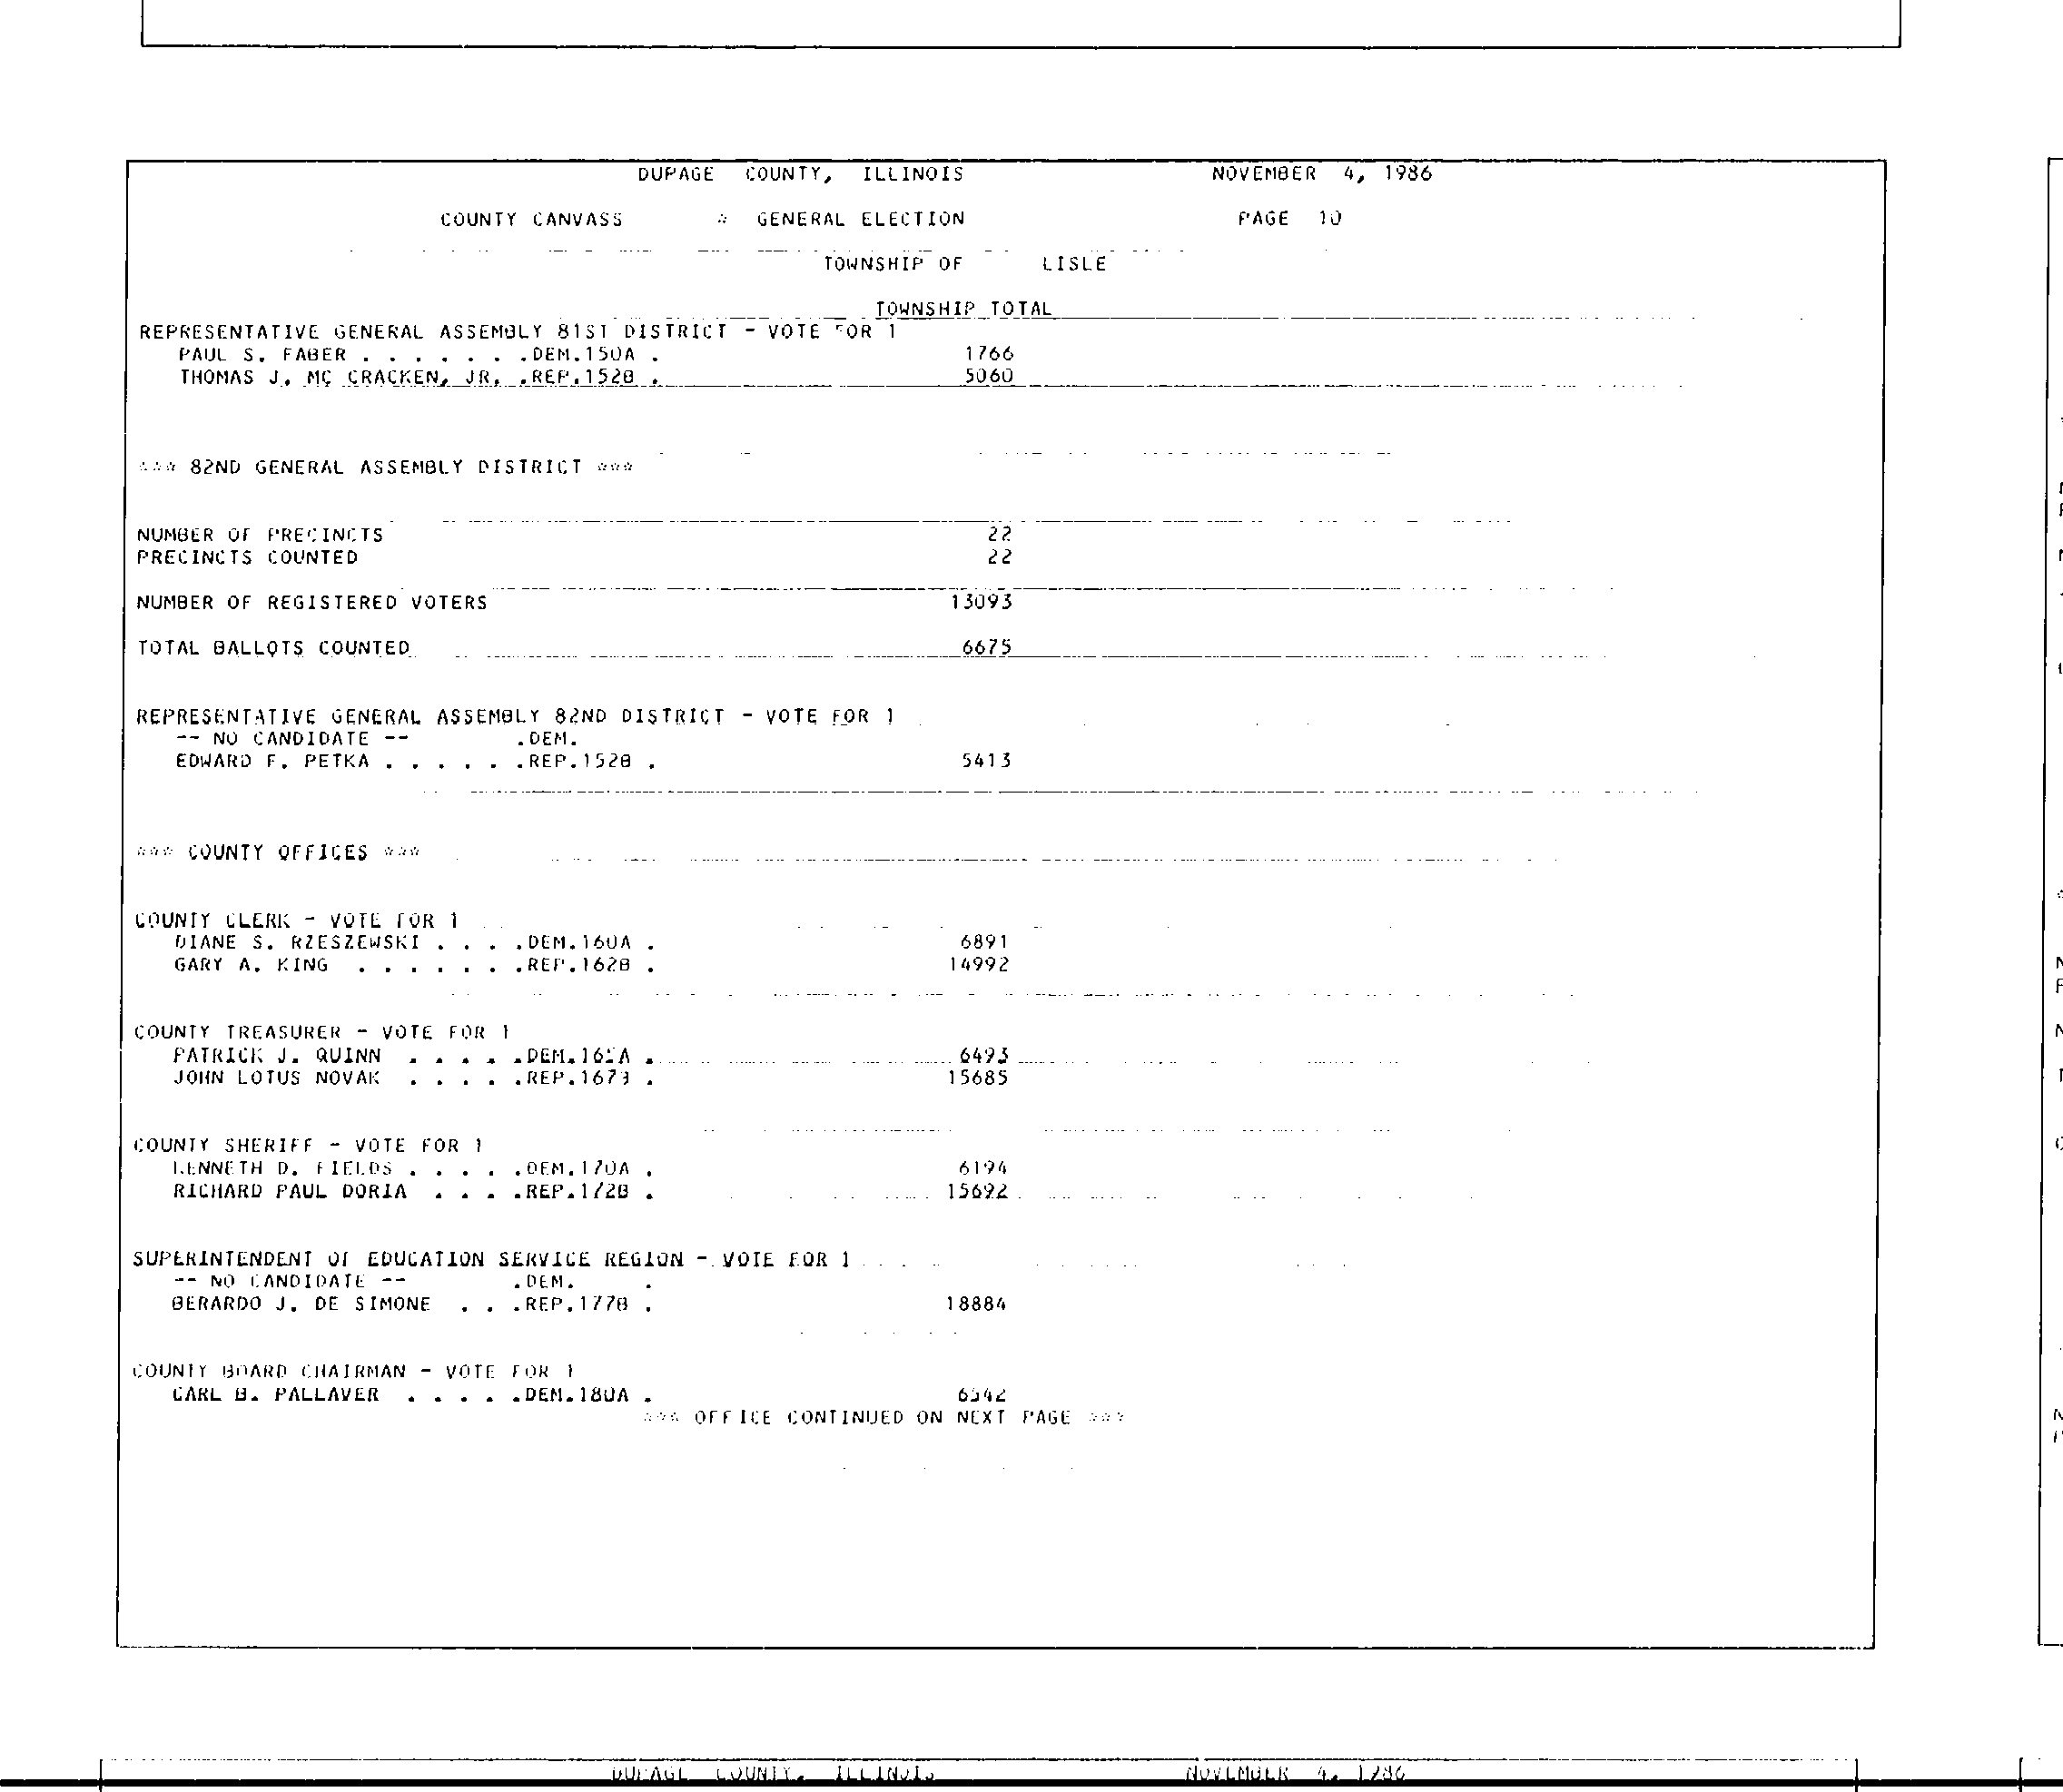 DUPAGE COUNTY, ILLINOIS NOVEMBER 4, 1986
COUNTY CANVASS * GENERAL ELECTION PAGE 10
TOWNSHIP OF LISLE
TOWNSHIP TOTAL
REPRESENTATIVE GENERAL ASSEMBLY 81ST DISTRICT - VOTE FOR 1
PAUL S. FABER . . . . . . .DEM.150A . 1766
THOMAS J. MC CRACKEN, JR. .REP.152B . 5060
*** 82ND GENERAL ASSEMBLY DISTRICT ***
NUMBER OF PRECINCTS 22
PRECINCTS COUNTED 22
NUMBER OF REGISTERED VOTERS 13093
TOTAL BALLOTS COUNTED 6675
REPRESENTATIVE GENERAL ASSEMBLY 82ND DISTRICT - VOTE FOR 1
-- NO CANDIDATE -- .DEM.
EDWARD F. PETKA . . . . . .REP.152B . 5413
*** COUNTY OFFICES ***
COUNTY CLERK - VOTE FOR 1
DIANE S. RZESZEWSKI . . . .DEM.160A . 6891
GARY A. KING . . . . . . .REP.162B . 14992
COUNTY TREASURER - VOTE FOR 1
PATRICK J. QUINN . . . . .DEM. . 6493
JOHN LOTUS NOVAK . . . . .REP.167B . 15685
COUNTY SHERIFF - VOTE FOR 1
KENNETH D. FIELDS . . . . .DEM.170A . 6194
RICHARD PAUL DORIA . . . .REP.172B . 15692
SUPERINTENDENT OF EDUCATION SERVICE REGION - VOTE FOR 1
-- NO CANDIDATE -- .DEM. .
BERARDO J. DE SIMONE . . .REP.177B . 18884
COUNTY BOARD CHAIRMAN - VOTE FOR 1
CARL B. PALLAVER . . . . .DEM.180A .
*** OFFICE CONTINUED ON NEXT PAGE ***
DUPAGE COUNTY, ILLINOIS NOVEMBER 4, 1986